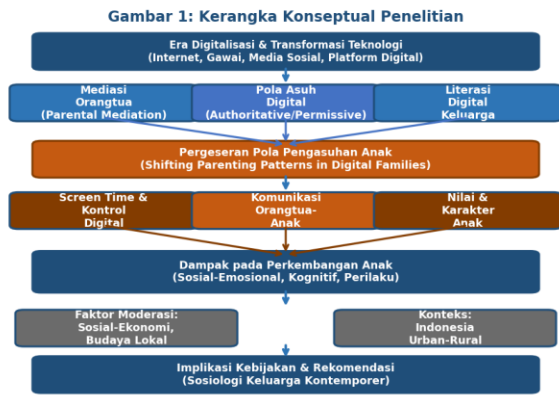 Gambar 1: Kerangka Konseptual Penelitian
Era Digitalisasi & Transformasi Teknologi
(Internet, Gawai, Media Sosial, Platform Digital)
Mediasi
Orangtua
(Parental Mediation)
Pola Asuh
Digital
(Authoritative/Permissive)
Literasi
Digital
Keluarga
Pergeseran Pola Pengasuhan Anak
(Shifting Parenting Patterns in Digital Families)
Screen Time &
Kontrol
Digital
Komunikasi
Orangtua-
Anak
Nilai &
Karakter
Anak
Dampak pada Perkembangan Anak
(Sosial-Emosional, Kognitif, Perilaku)
Faktor Moderasi:
Sosial-Ekonomi,
Budaya Lokal
Konteks:
Indonesia
Urban-Rural
Implikasi Kebijakan & Rekomendasi
(Sosiologi Keluarga Kontemporer)